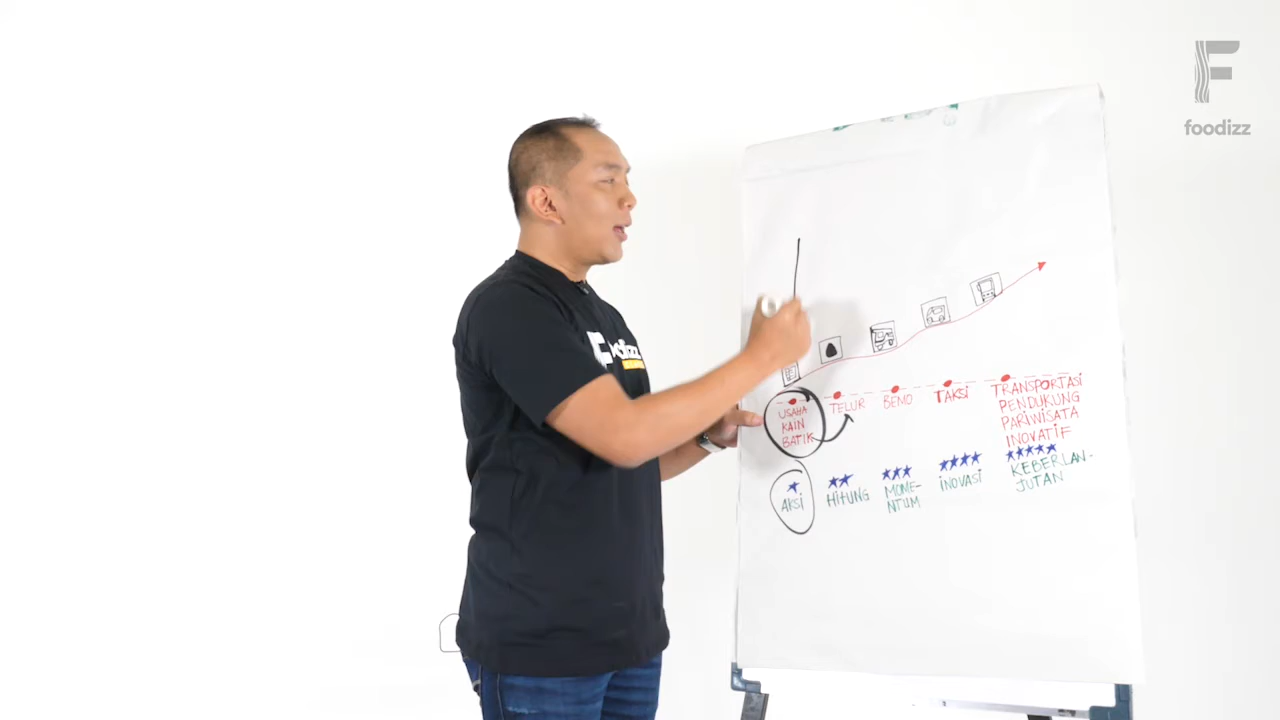 foodizz
USAHA
KAIN
BATIK
TELUR
BEMO
TAKSI
TRANSPORTASI
PENDUKUNG
PARIWISATA
INOVATIF
AKSI
HITUNG
MOME-
NTUM
INOVASI
KEBERLAN-
JUTAN